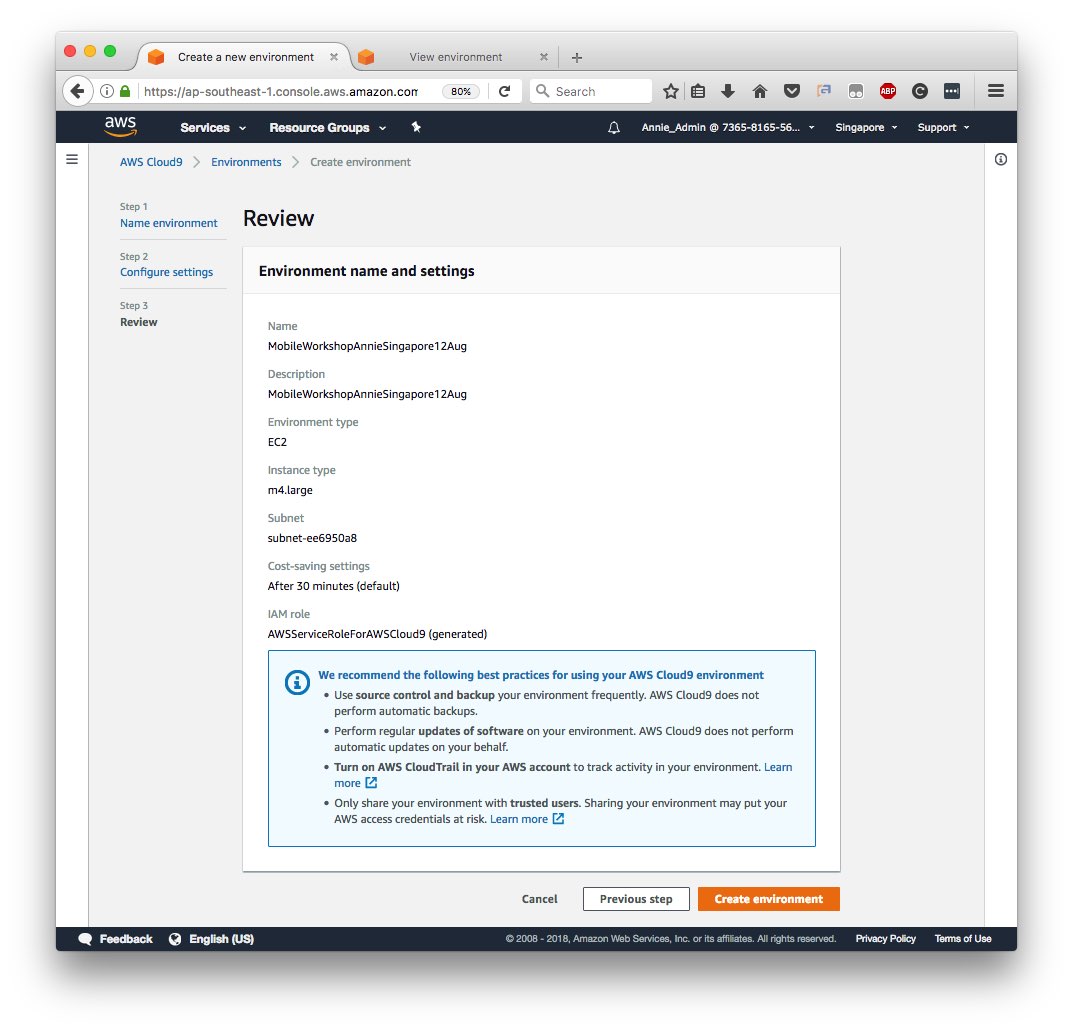 Create a new environment
View environment
https://ap-southeast-1.console.aws.amazon.com
80%
Search
ABP
aws
Services
Resource Groups
Annie_Admin @ 7365-8165-56...
Singapore
Support
AWS Cloud9
Environments
Create environment
Step 1
Name environment
Step 2
Configure settings
Step 3
Review
Review
Environment name and settings
Name
MobileWorkshopAnnieSingapore12Aug
Description
MobileWorkshopAnnieSingapore12Aug
Environment type
EC2
Instance type
m4.large
Subnet
subnet-ee6950a8
Cost-saving settings
After 30 minutes (default)
IAM role
AWSServiceRoleForAWSCloud9 (generated)
We recommend the following best practices for using your AWS Cloud9 environment
• Use source control and backup your environment frequently. AWS Cloud9 does not
perform automatic backups.
• Perform regular updates of software on your environment. AWS Cloud9 does not perform
automatic updates on your behalf.
• Turn on AWS CloudTrail in your AWS account to track activity in your environment. Learn
more
• Only share your environment with trusted users. Sharing your environment may put your
AWS access credentials at risk. Learn more
Cancel
Previous step
Create environment
Feedback
English (US)
© 2008 - 2018, Amazon Web Services, Inc. or its affiliates. All rights reserved.
Privacy Policy
Terms of Use